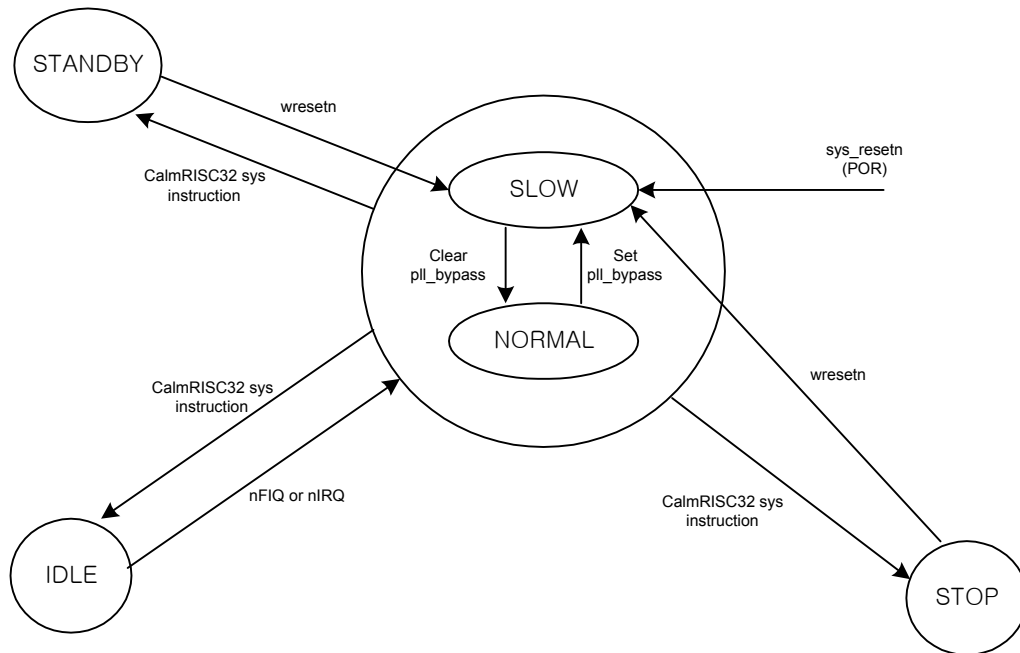 STANDBY
wresetn
CalmRISC32 sys
instruction
sys_resetn
(POR)
SLOW
Clear
pll_bypass
Set
pll_bypass
NORMAL
CalmRISC32 sys
instruction
wresetn
nFIQ or nIRQ
CalmRISC32 sys
instruction
IDLE
STOP